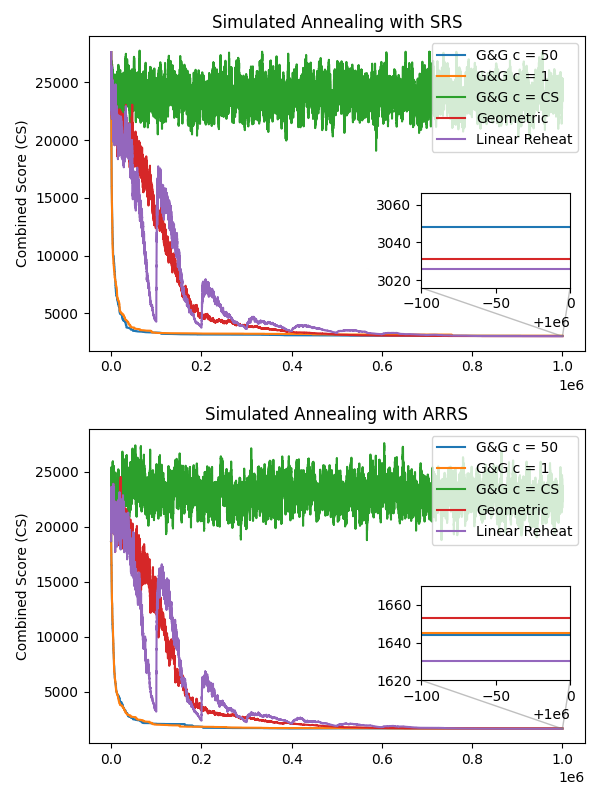 Simulated Annealing with SRS
Combined Score (CS)
25000
20000
15000
10000
5000
0.0 0.2 0.4 0.6 0.8 1.0
1e6
G&G c = 50
G&G c = 1
G&G c = CS
Geometric
Linear Reheat
3060
3040
3020
−100 −50 0
+1e6
Simulated Annealing with ARRS
Combined Score (CS)
25000
20000
15000
10000
5000
0.0 0.2 0.4 0.6 0.8 1.0
1e6
G&G c = 50
G&G c = 1
G&G c = CS
Geometric
Linear Reheat
1660
1640
1620
−100 −50 0
+1e6